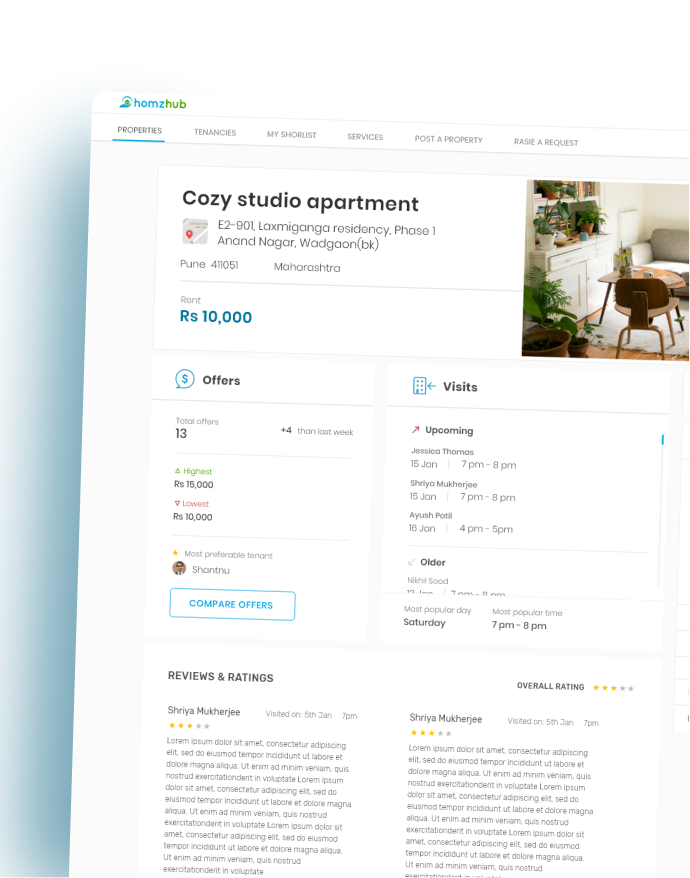 homzhub
PROPERTIES TENANCIES MY SHORLIST SERVICES POST A PROPERTY RASIE A REQUEST
Cozy studio apartment
E2-901, Laxmiganga residency, Phase 1
Anand Nagar, Wadgaon(bk)
Pune 411051 Maharashtra
Rent
Rs 10,000
Offers
Total offers
13 +4 than last week
Highest
Rs 15,000
Lowest
Rs 10,000
Most preferable tenant
Shantnu
COMPARE OFFERS
Visits
Upcoming
Jessica Thomas
15 Jan 7 pm - 8 pm
Shriya Mukherjee
15 Jan 7 pm - 8 pm
Ayush Patil
16 Jan 4 pm - 5pm
Older
Nikhil Sood
Most popular day Most popular time
Saturday 7 pm - 8 pm
REVIEWS & RATINGS
OVERALL RATING
Shriya Mukherjee Visited on: 5th Jan 7pm
Lorem ipsum dolor sit amet, consectetur adipiscing
elit, sed do eiusmod tempor incididunt ut labore et
dolore magna aliqua. Ut enim ad minim veniam, quis
nostrud exercitationderit in voluptate Lorem ipsum
dolor sit amet, consectetur adipiscing elit, sed do
eiusmod tempor incididunt ut labore et dolore magna
aliqua. Ut enim ad minim veniam, quis nostrud
exercitationderit in voluptate Lorem ipsum dolor sit
amet, consectetur adipiscing elit, sed do eiusmod
tempor incididunt ut labore et dolore magna aliqua.
Ut enim ad minim veniam, quis nostrud
exercitationderit in voluptate
Shriya Mukherjee Visited on: 5th Jan 7pm
Lorem ipsum dolor sit amet, consectetur adipiscing
elit, sed do eiusmod tempor incididunt ut labore et
dolore magna aliqua. Ut enim ad minim veniam, quis
nostrud exercitationderit in voluptate Lorem ipsum
dolor sit amet, consectetur adipiscing elit, sed do
eiusmod tempor incididunt ut labore et dolore magna
aliqua. Ut enim ad minim veniam, quis nostrud
exercitationderit in voluptate Lorem ipsum dolor sit
amet, consectetur adipiscing elit, sed do eiusmod
tempor incididunt ut labore et dolore magna aliqua.
Ut enim ad minim veniam, quis nostrud